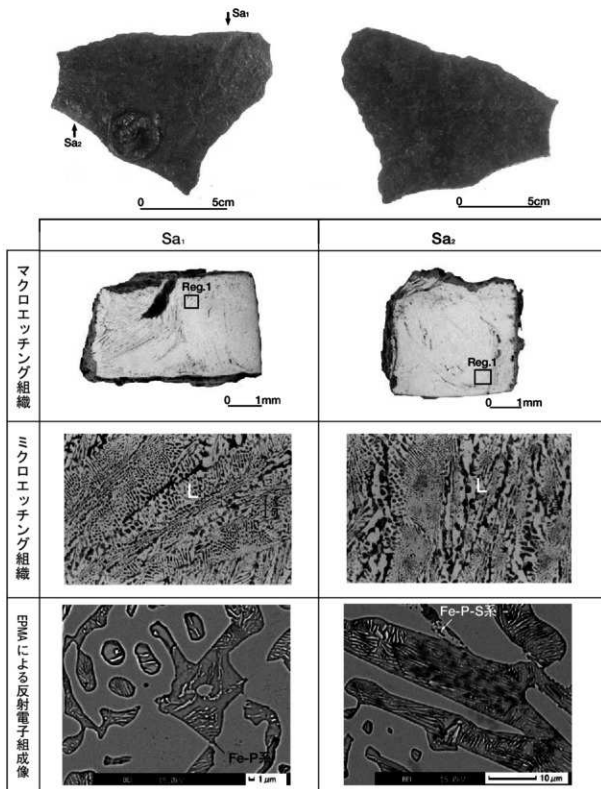 Sa₁
Sa₂
0 5cm
0 5cm
Sa₁
Sa₂
マクロエッチング組織
Reg.1
0 1mm
Reg.1
0 1mm
ミクロエッチング組織
L
L
EPMAによる反射電子組成像
Fe-P系
1μm
Fe-P-S系
10μm